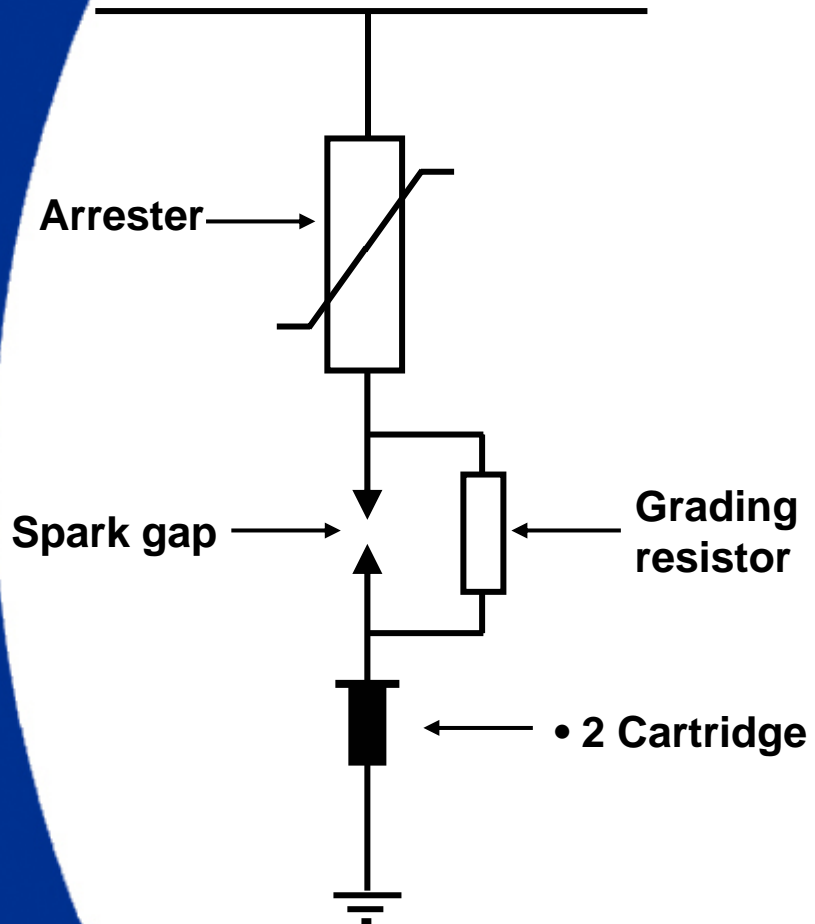 Arrester
Spark gap
Grading
resistor
• 2 Cartridge